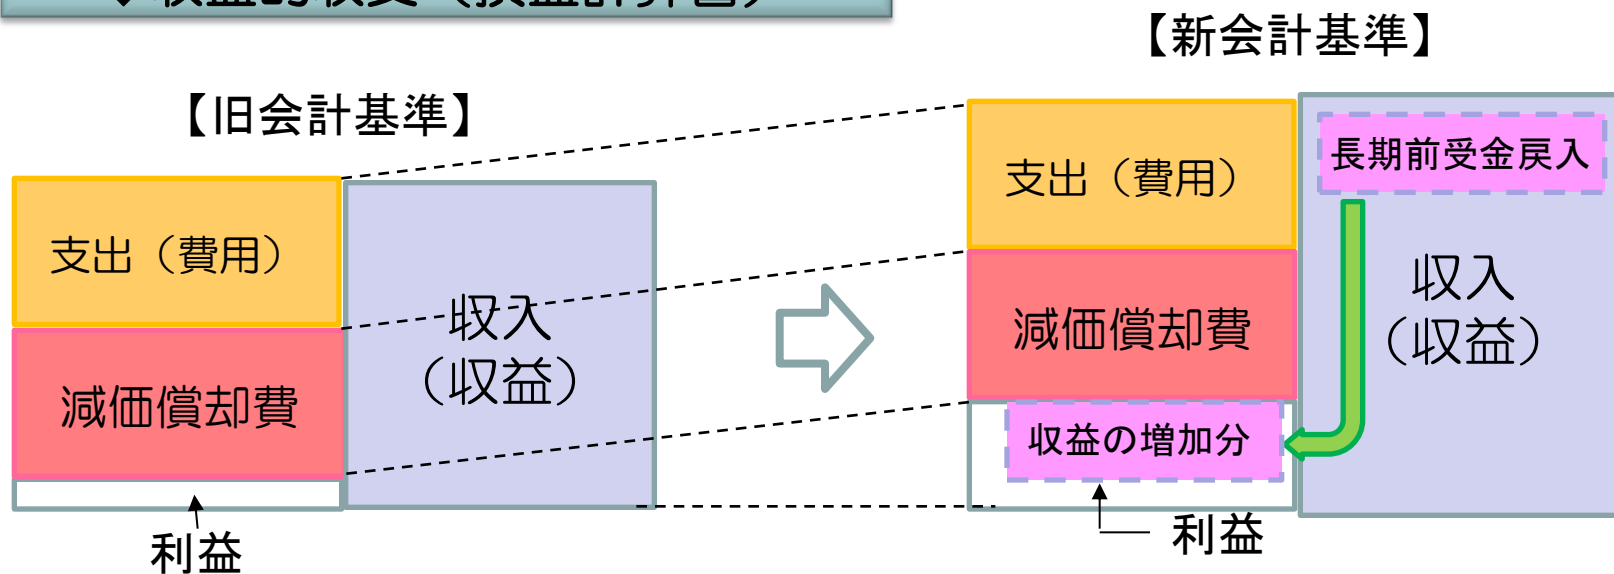 【旧会計基準】
支出（費用）
減価償却費
収入
（収益）
利益
【新会計基準】
支出（費用）
減価償却費
収益の増加分
利益
長期前受金戻入
収入
（収益）